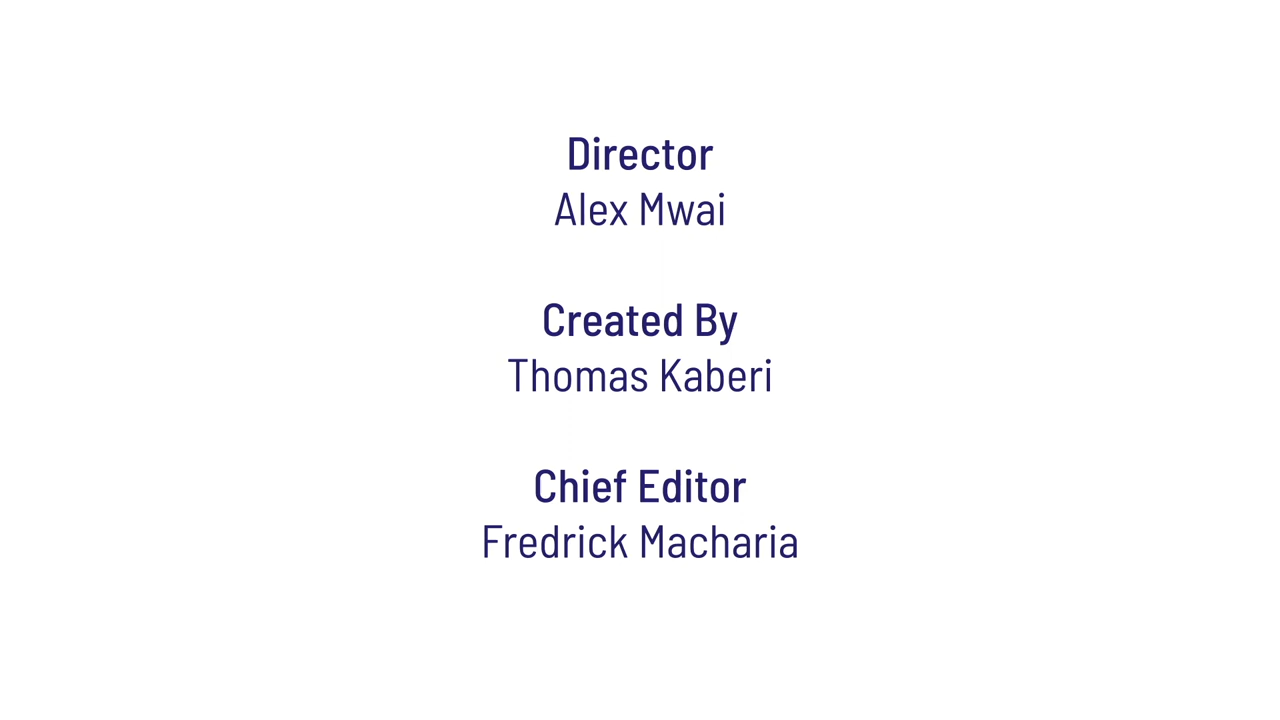 Director
Alex Mwai
Created By
Thomas Kaberi
Chief Editor
Fredrick Macharia